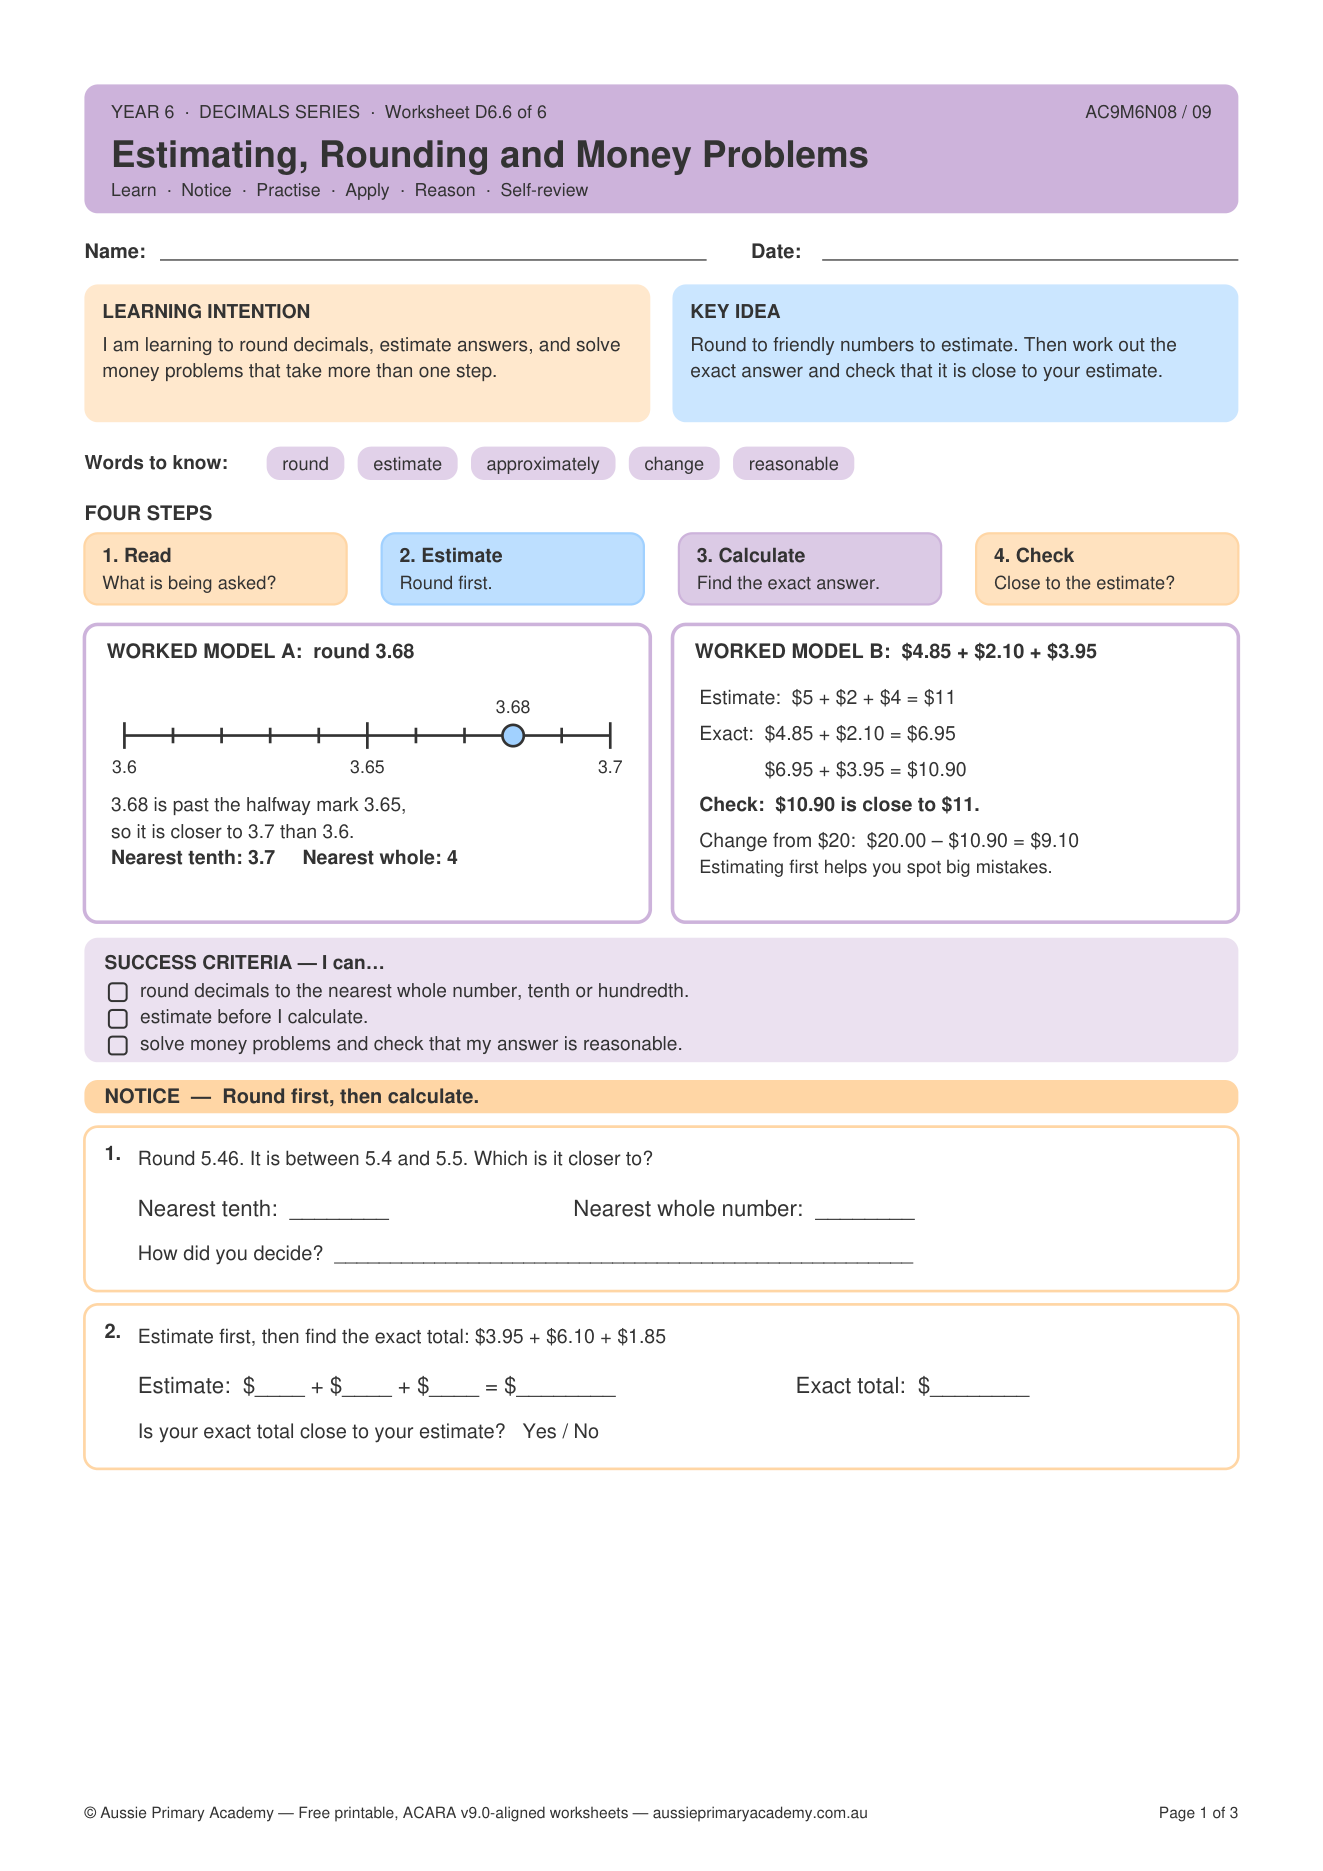 YEAR 6 · DECIMALS SERIES · Worksheet D6.6 of 6 AC9M6N08 / 09
Estimating, Rounding and Money Problems
Learn · Notice · Practise · Apply · Reason · Self-review
Name: Date:
LEARNING INTENTION
I am learning to round decimals, estimate answers, and solve
money problems that take more than one step.
KEY IDEA
Round to friendly numbers to estimate. Then work out the
exact answer and check that it is close to your estimate.
Words to know: round estimate approximately change reasonable
FOUR STEPS
1. Read
What is being asked?
2. Estimate
Round first.
3. Calculate
Find the exact answer.
4. Check
Close to the estimate?
WORKED MODEL A: round 3.68
3.68
3.6 3.65 3.7
3.68 is past the halfway mark 3.65,
so it is closer to 3.7 than 3.6.
Nearest tenth: 3.7 Nearest whole: 4
WORKED MODEL B: $4.85 + $2.10 + $3.95
Estimate: $5 + $2 + $4 = $11
Exact: $4.85 + $2.10 = $6.95
$6.95 + $3.95 = $10.90
Check: $10.90 is close to $11.
Change from $20: $20.00 – $10.90 = $9.10
Estimating first helps you spot big mistakes.
SUCCESS CRITERIA — I can…
round decimals to the nearest whole number, tenth or hundredth.
estimate before I calculate.
solve money problems and check that my answer is reasonable.
NOTICE — Round first, then calculate.
1. Round 5.46. It is between 5.4 and 5.5. Which is it closer to?
Nearest tenth: ________ Nearest whole number: ________
How did you decide? ____________________________________________________
2. Estimate first, then find the exact total: $3.95 + $6.10 + $1.85
Estimate: $____ + $____ + $____ = $________ Exact total: $________
Is your exact total close to your estimate? Yes / No
© Aussie Primary Academy — Free printable, ACARA v9.0-aligned worksheets — aussieprimaryacademy.com.au Page 1 of 3